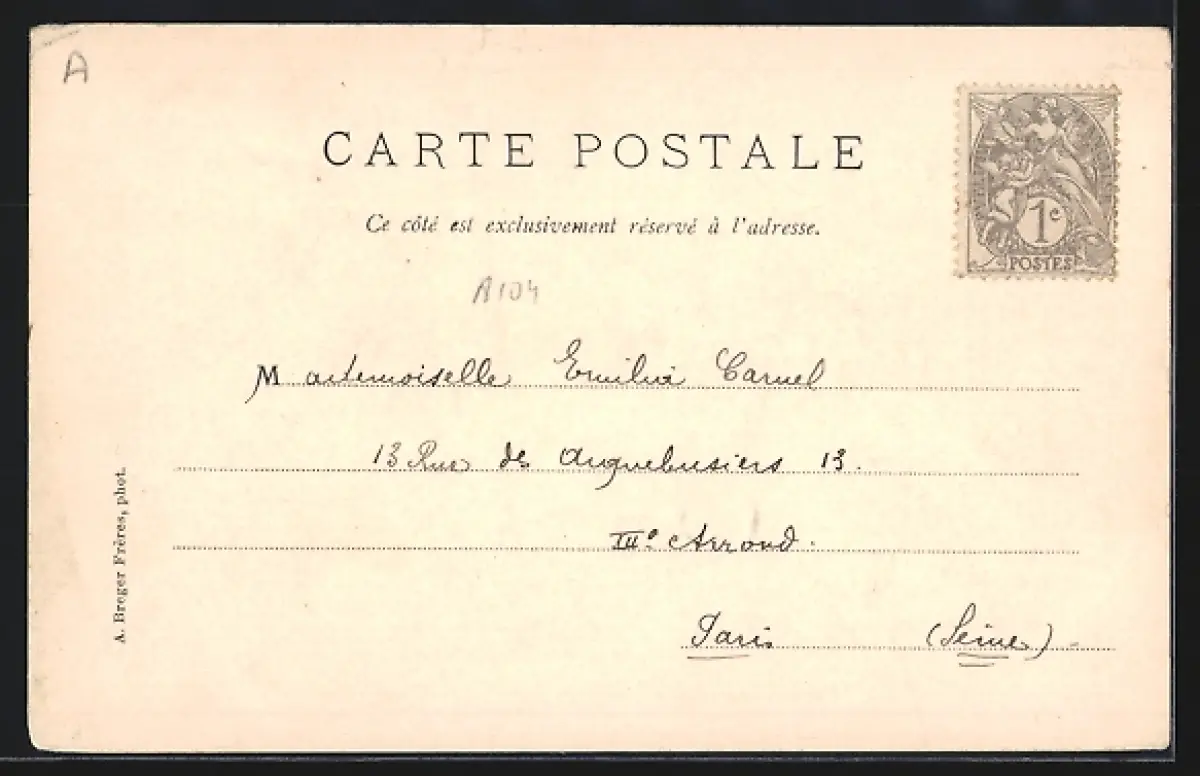 A
CARTE POSTALE
Ce côté est exclusivement réservé à l'adresse.
1c
POSTES
A104
Mademoiselle Emilia Carnel
13 Rue des Arquebusiers 13.
IIIe Arrond.
Paris (Seine)
A. Breger Frères, phot.